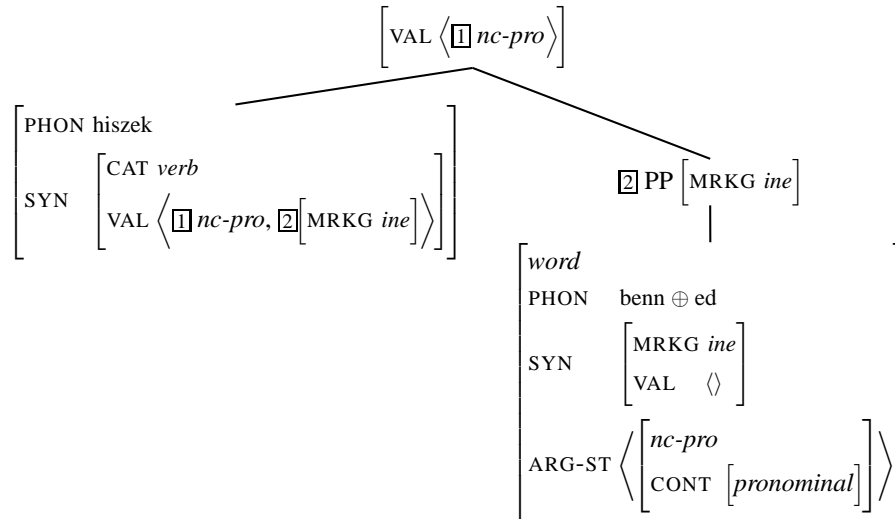 [VAL ⟨[1] nc-pro⟩]
[PHON hiszek
SYN [CAT verb
VAL ⟨[1] nc-pro, [2][MRKG ine]⟩]]
[2] PP [MRKG ine]
[word
PHON benn ⊕ ed
SYN [MRKG ine
VAL ⟨⟩]
ARG-ST ⟨[nc-pro
CONT [pronominal]]⟩